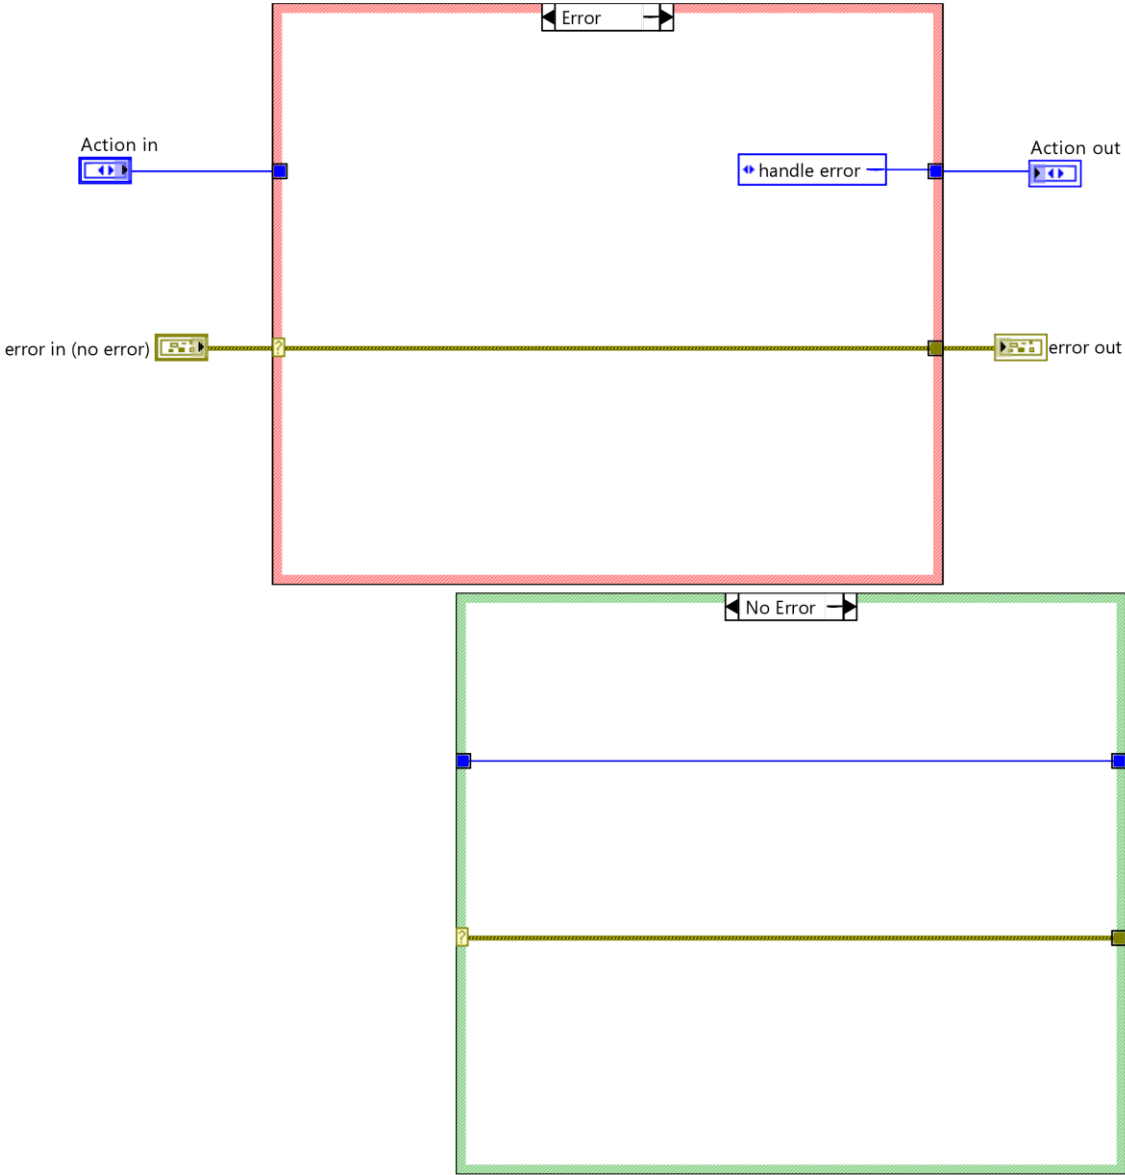 Error
Action in
handle error
Action out
error in (no error)
error out
No Error
?
?